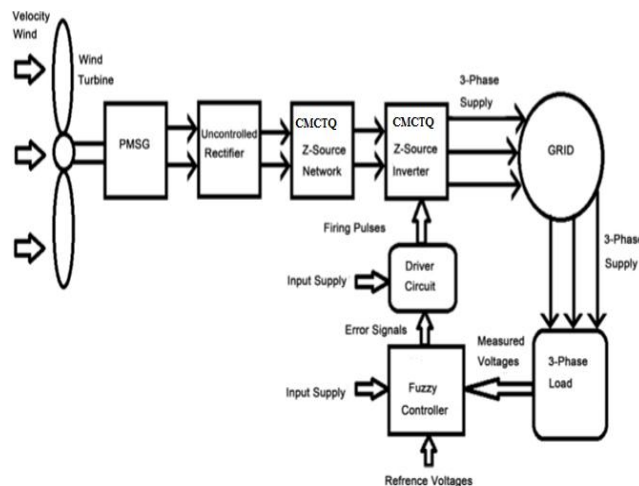 Velocity
Wind
Wind
Turbine
PMSG
Uncontrolled
Rectifier
CMCTQ
Z-Source
Network
CMCTQ
Z-Source
Inverter
3-Phase
Supply
GRID
3-Phase
Supply
Firing Pulses
Driver
Circuit
Input Supply
Error Signals
Measured
Voltages
3-Phase
Load
Fuzzy
Controller
Input Supply
Refrence Voltages